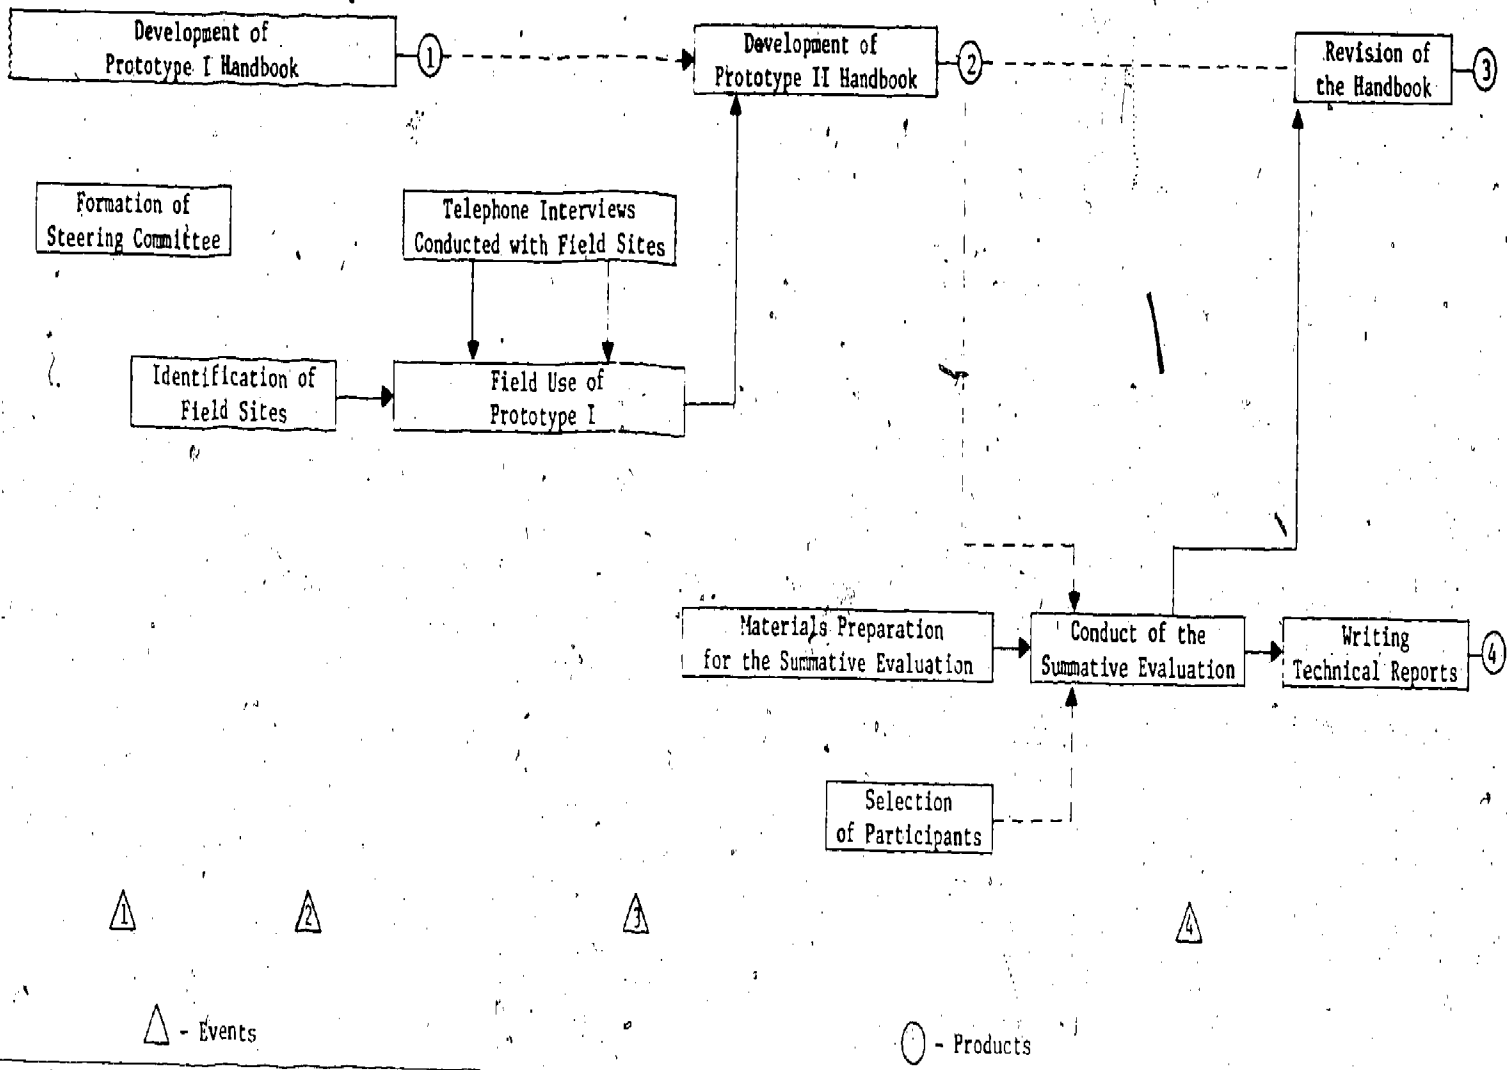 Development of
Prototype I Handbook
1
Development of
Prototype II Handbook
2
Revision of
the Handbook
3
Formation of
Steering Committee
Telephone Interviews
Conducted with Field Sites
Identification of
Field Sites
Field Use of
Prototype I
Materials Preparation
for the Summative Evaluation
Conduct of the
Summative Evaluation
Writing
Technical Reports
4
Selection
of Participants
1
2
3
4
- Events
- Products